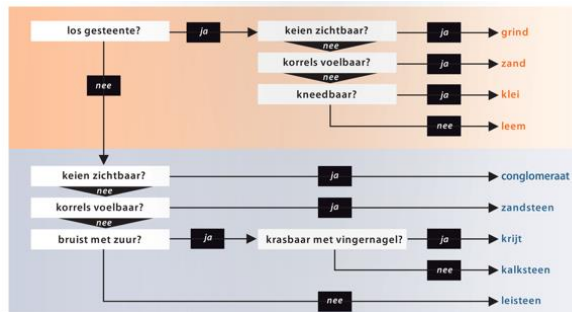 los gesteente? ja keien zichtbaar? ja grind
nee
korrels voelbaar? ja zand
nee nee
kneedbaar? ja klei
nee leem
keien zichtbaar? ja conglomeraat
nee
korrels voelbaar? ja zandsteen
nee
bruist met zuur? ja krasbaar met vingernagel? ja krijt
nee kalksteen
nee leisteen